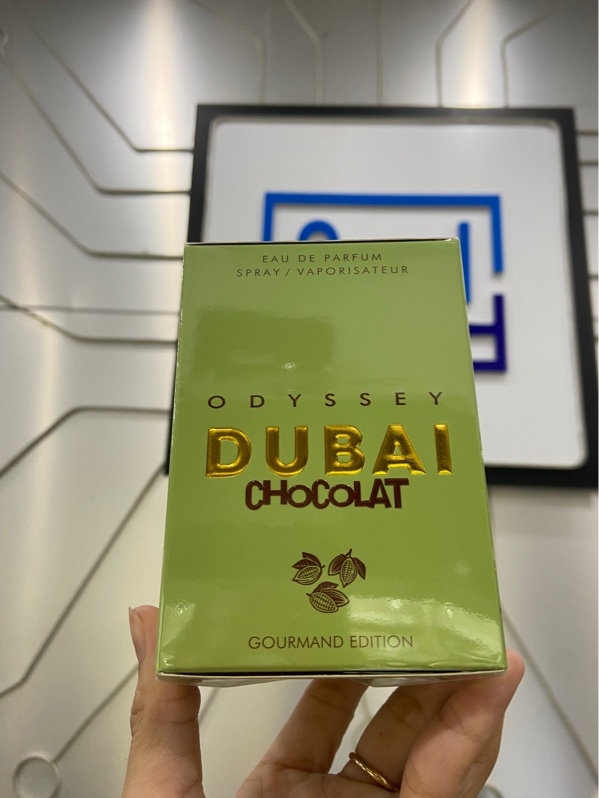 EAU DE PARFUM
SPRAY / VAPORISATEUR
ODYSSEY
DUBAI
CHOCOLAT
GOURMAND EDITION